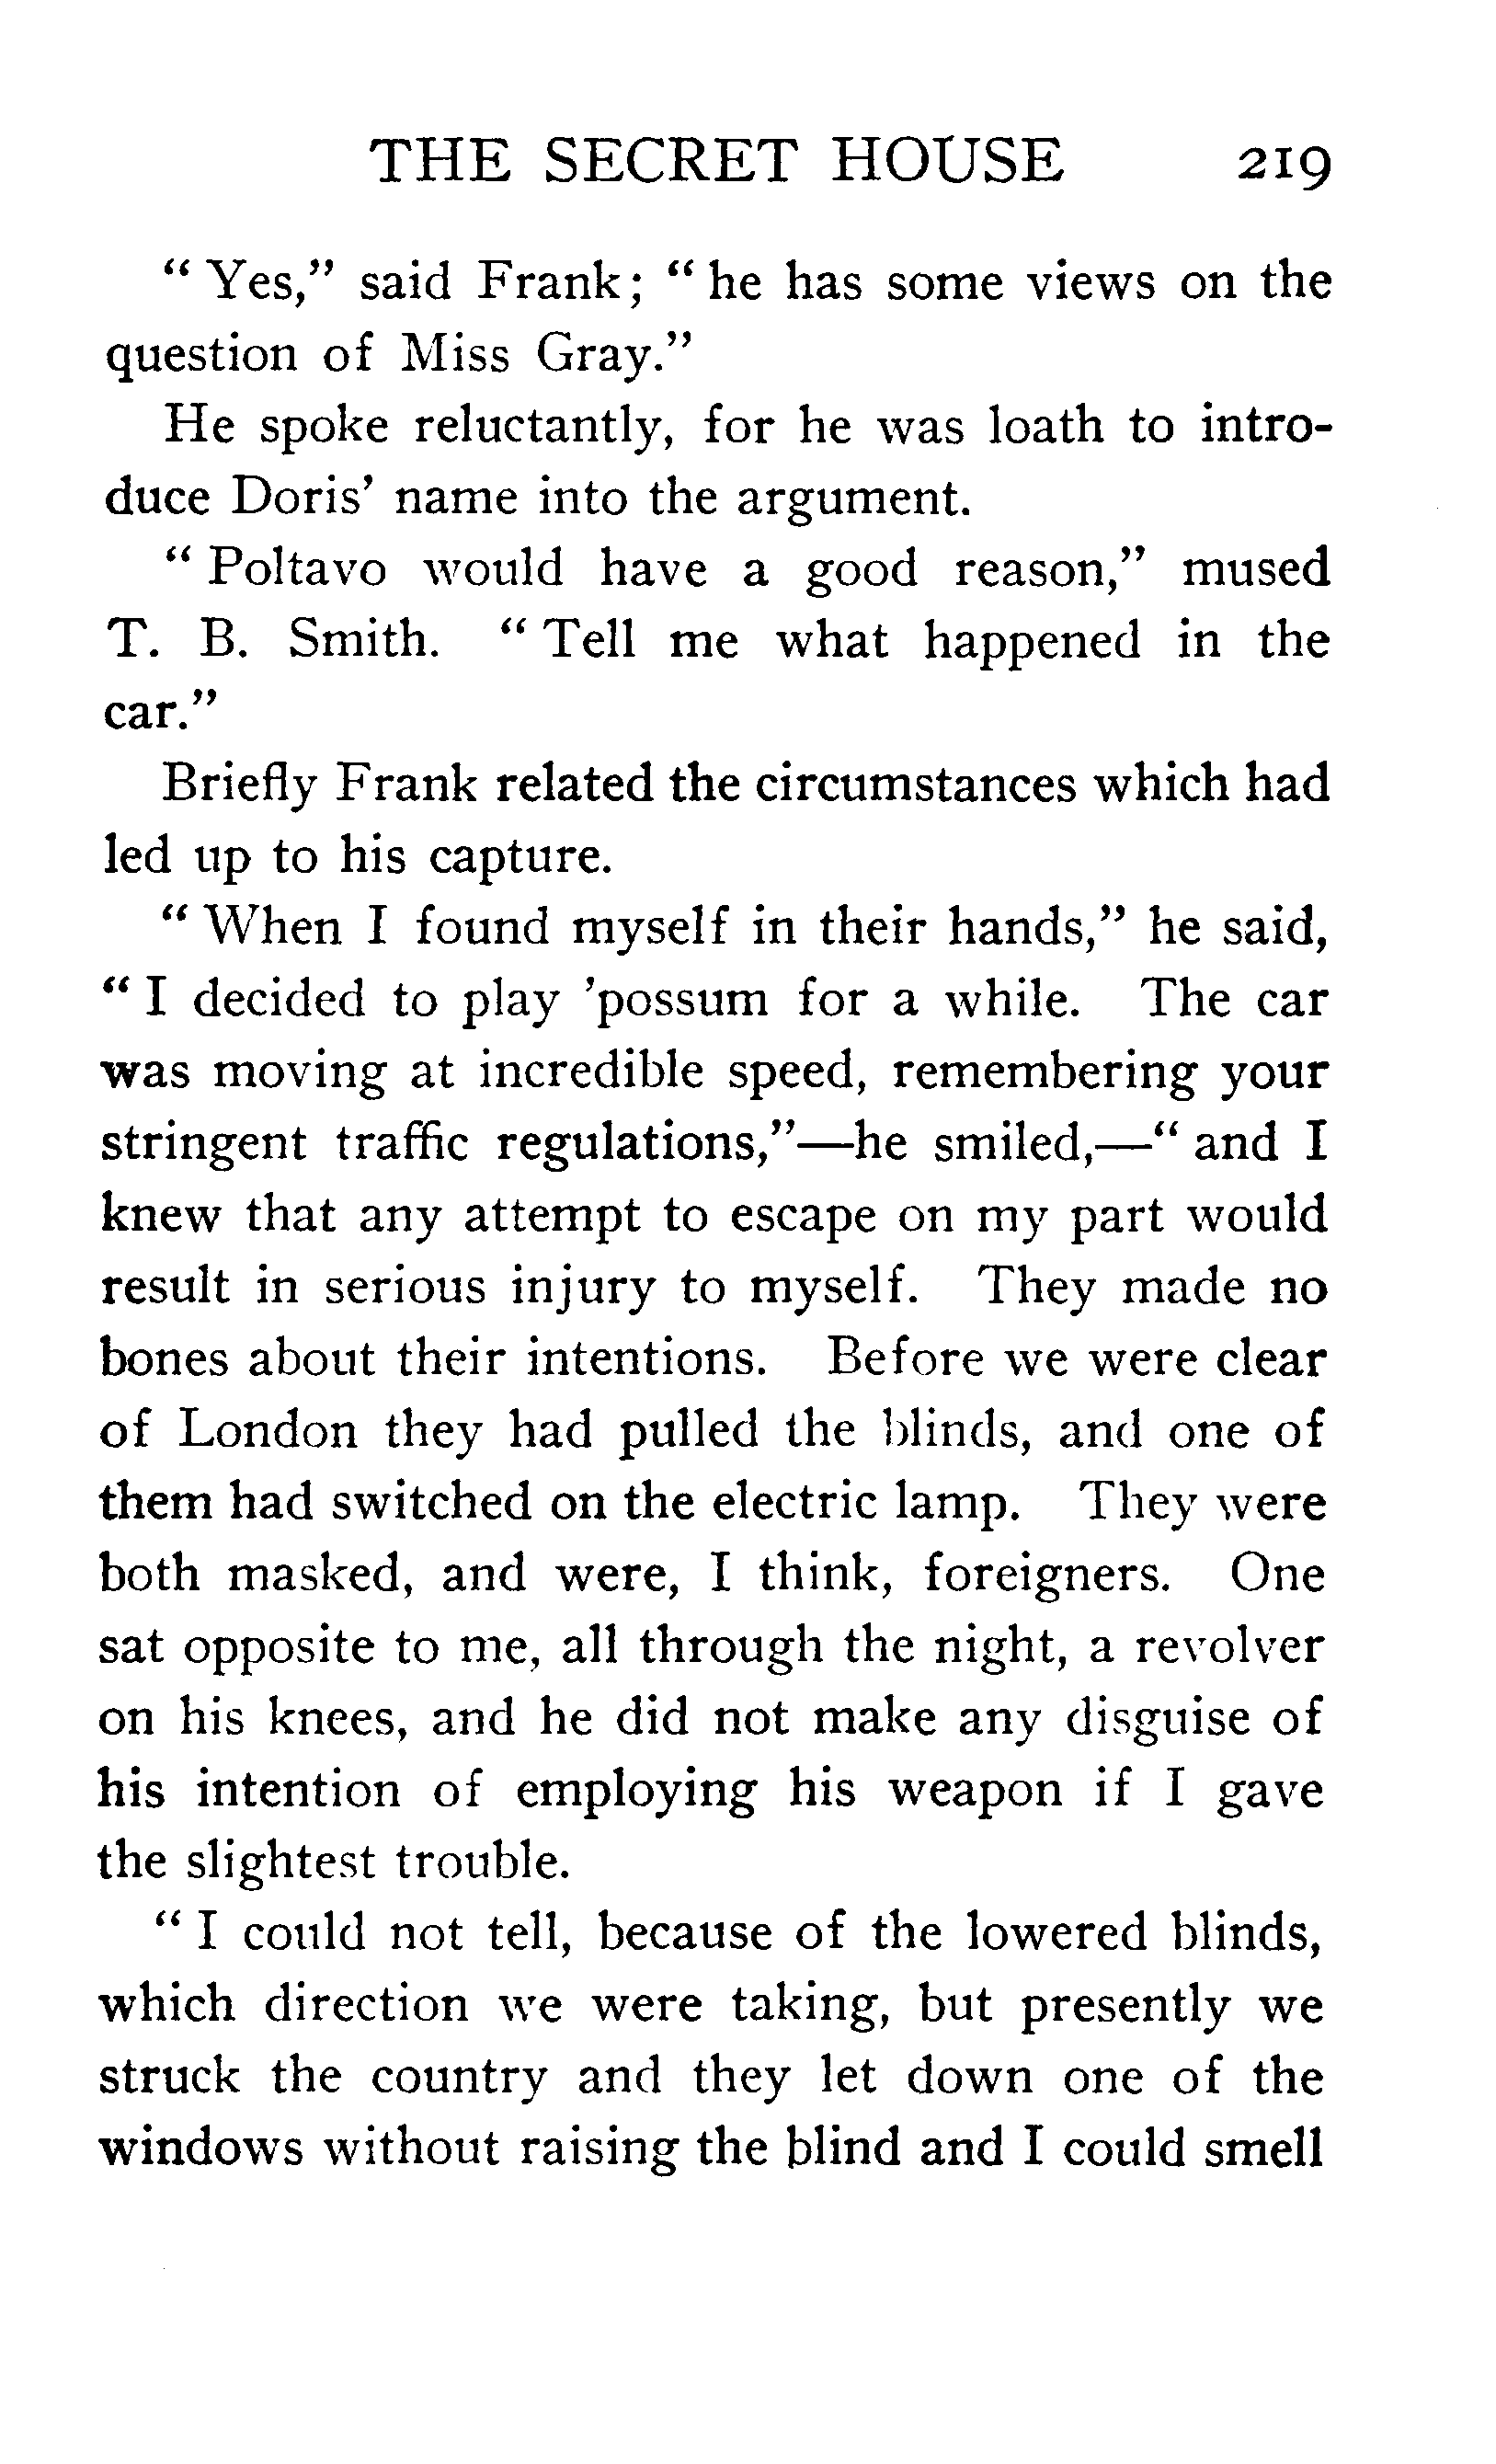 THE SECRET HOUSE 219
“ Yes,” said Frank; “ he has some views on the
question of Miss Gray.”
He spoke reluctantly, for he was loath to intro-
duce Doris’ name into the argument.
“ Poltavo would have a good reason,” mused
T. B. Smith. “ Tell me what happened in the
car.”
Briefly Frank related the circumstances which had
led up to his capture.
“ When I found myself in their hands,” he said,
“ I decided to play ’possum for a while. The car
was moving at incredible speed, remembering your
stringent traffic regulations,”—he smiled,—“ and I
knew that any attempt to escape on my part would
result in serious injury to myself. They made no
bones about their intentions. Before we were clear
of London they had pulled the blinds, and one of
them had switched on the electric lamp. They were
both masked, and were, I think, foreigners. One
sat opposite to me, all through the night, a revolver
on his knees, and he did not make any disguise of
his intention of employing his weapon if I gave
the slightest trouble.
“ I could not tell, because of the lowered blinds,
which direction we were taking, but presently we
struck the country and they let down one of the
windows without raising the blind and I could smell